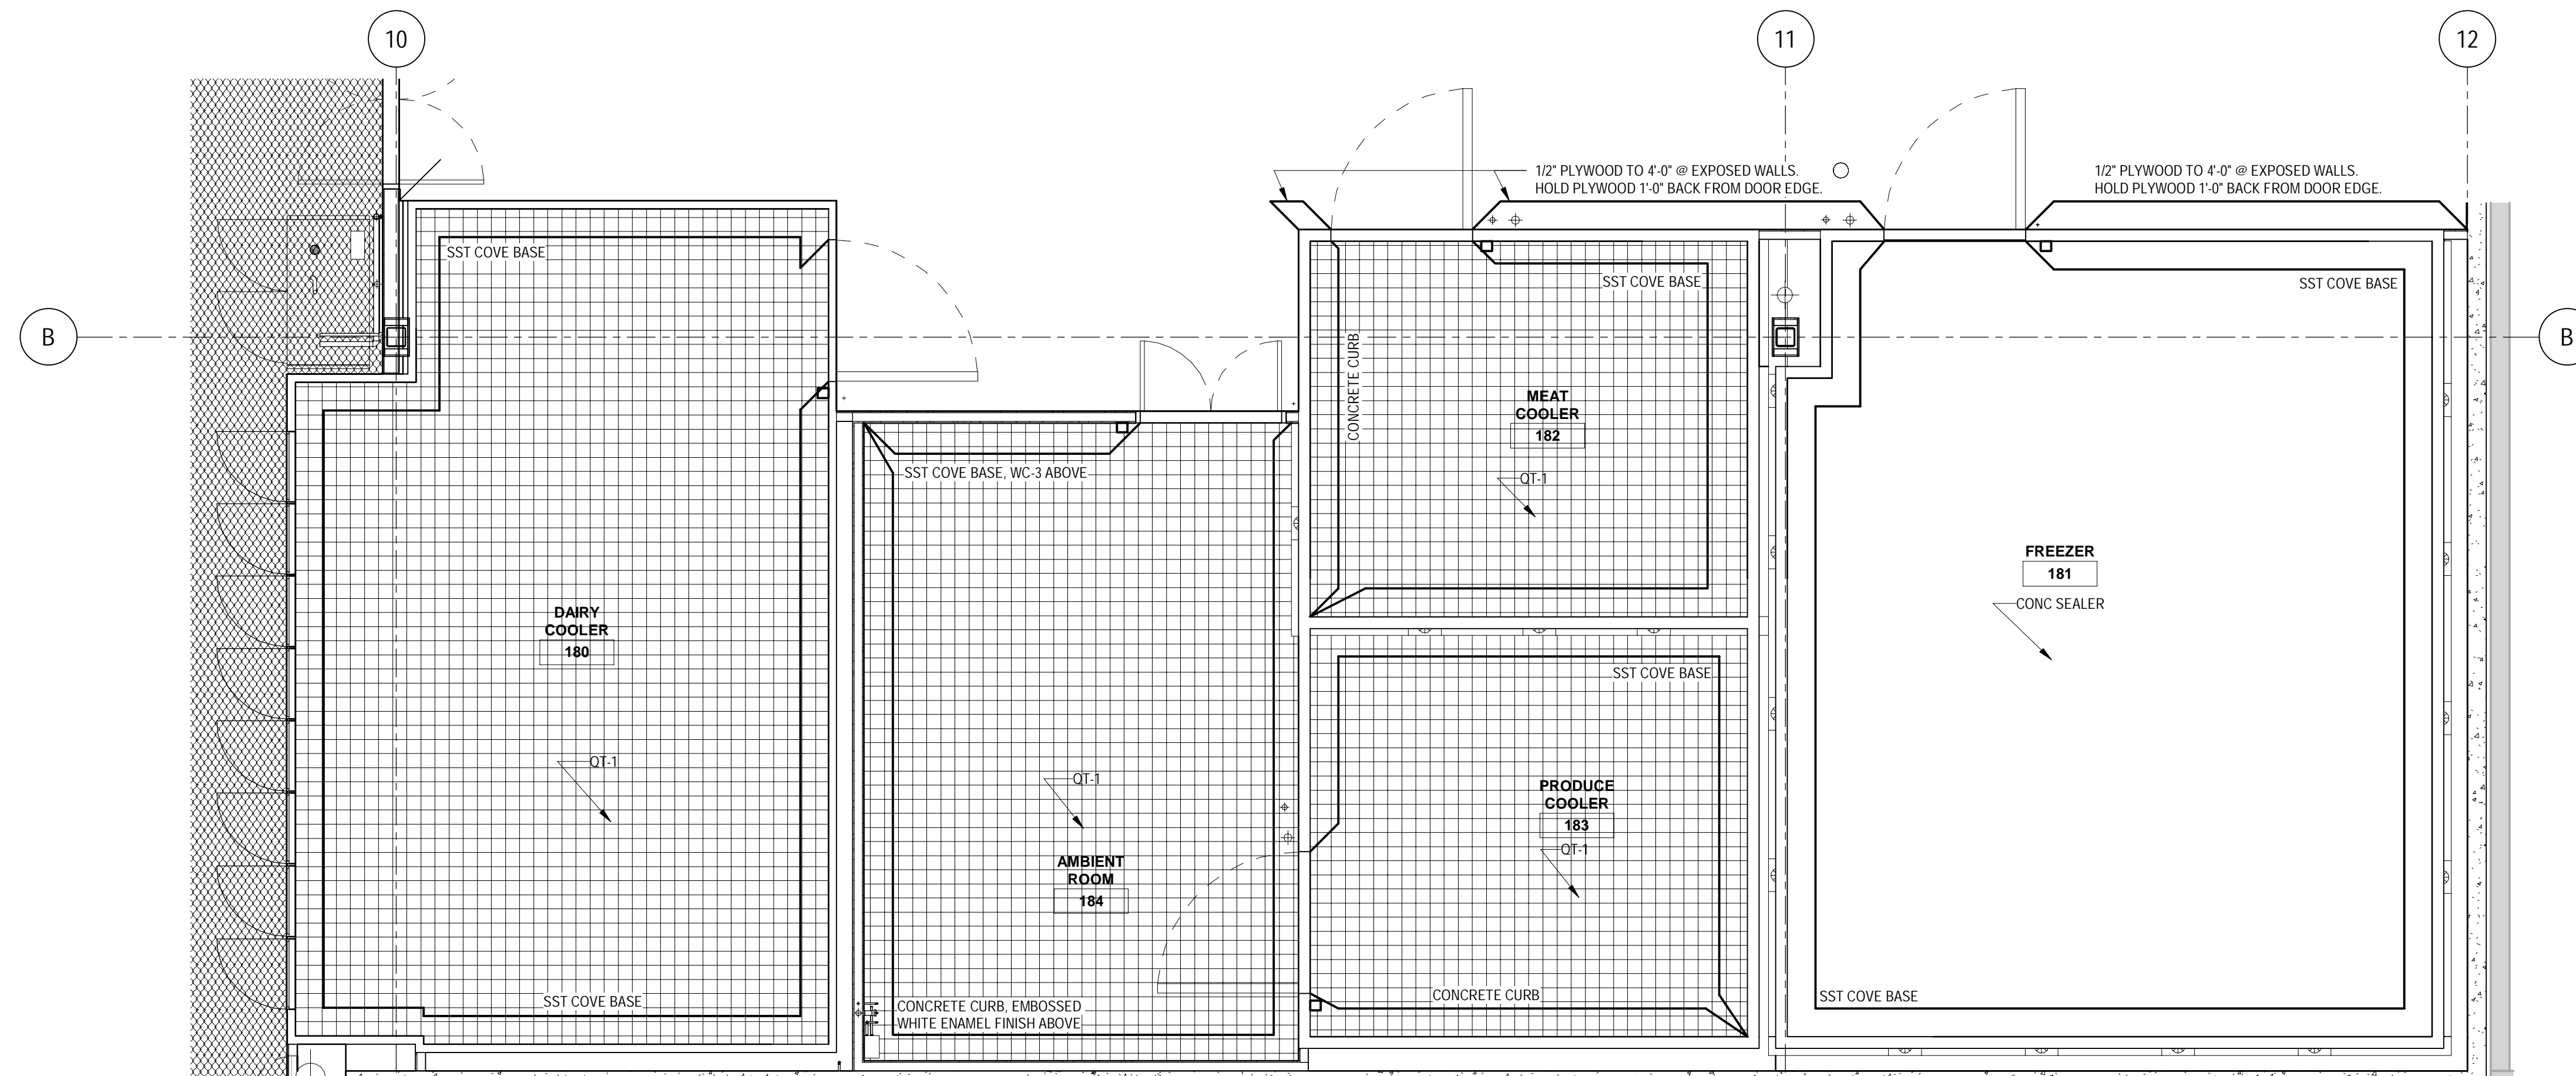 10
11
12
1/2" PLYWOOD TO 4'-0" @ EXPOSED WALLS.
HOLD PLYWOOD 1'-0" BACK FROM DOOR EDGE.
1/2" PLYWOOD TO 4'-0" @ EXPOSED WALLS.
HOLD PLYWOOD 1'-0" BACK FROM DOOR EDGE.
SST COVE BASE
SST COVE BASE
SST COVE BASE
B
B
CONCRETE CURB
MEAT
COOLER
182
QT-1
SST COVE BASE, WC-3 ABOVE
FREEZER
181
CONC SEALER
DAIRY
COOLER
180
QT-1
SST COVE BASE
QT-1
PRODUCE
COOLER
183
QT-1
AMBIENT
ROOM
184
SST COVE BASE
CONCRETE CURB, EMBOSSED
WHITE ENAMEL FINISH ABOVE
CONCRETE CURB
SST COVE BASE